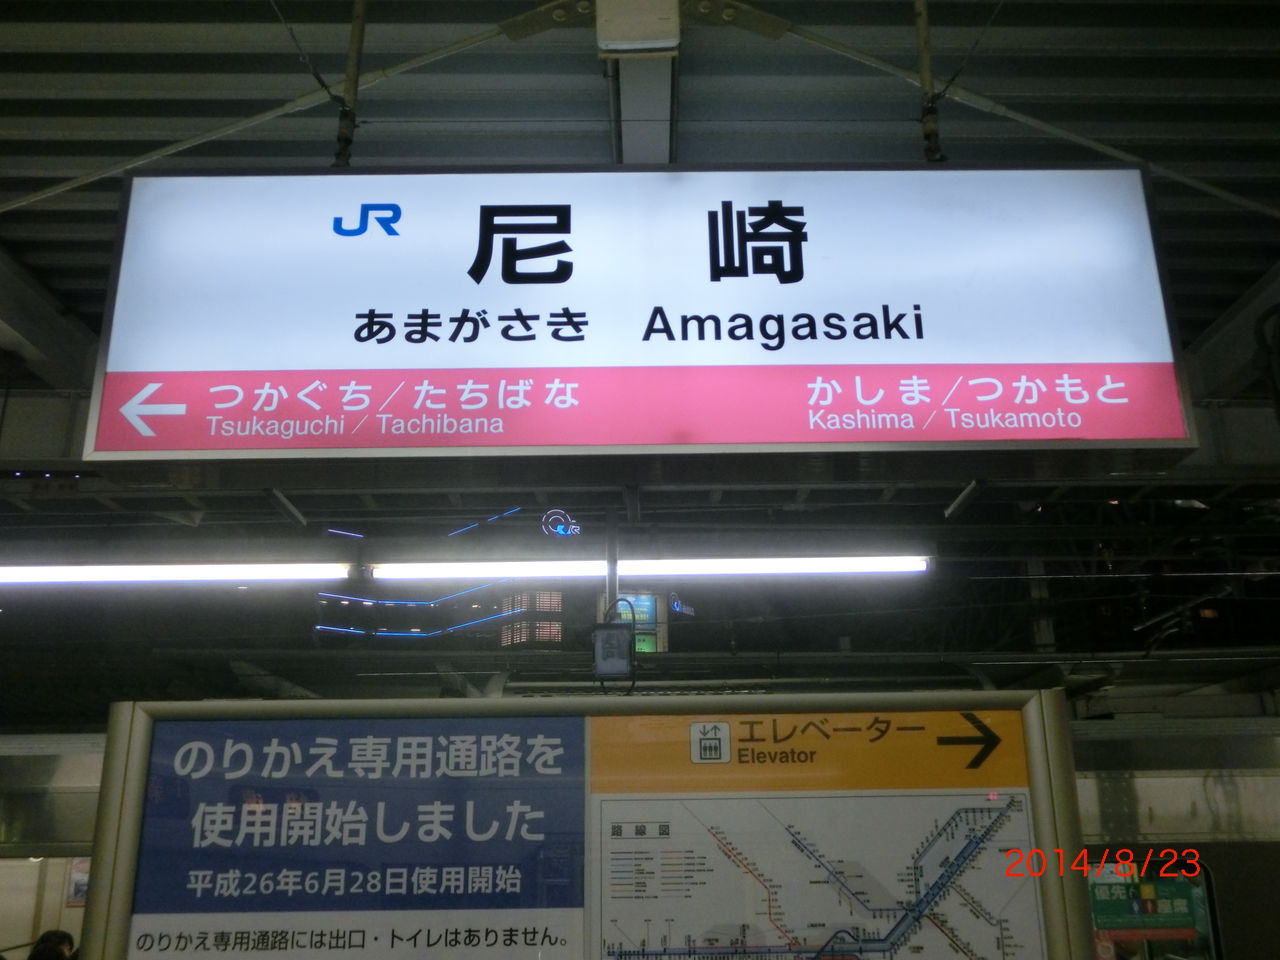 JR 尼崎
あまがさき Amagasaki
つかぐち/たちばな かしま/つかもと
Tsukaguchi/Tachibana Kashima/Tsukamoto
のりかえ専用通路を
使用開始しました
平成26年6月28日使用開始
のりかえ専用通路には出口・トイレはありません。
エレベーター
Elevator
路線図
2014/8/23
優先座席